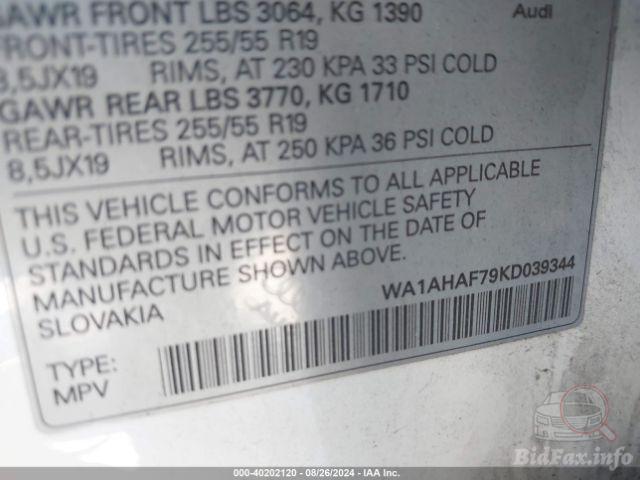 GAWR FRONT LBS 3064, KG 1390 Audi
FRONT-TIRES 255/55 R19
8,5JX19 RIMS, AT 230 KPA 33 PSI COLD
GAWR REAR LBS 3770, KG 1710
REAR-TIRES 255/55 R19
8,5JX19 RIMS, AT 250 KPA 36 PSI COLD
THIS VEHICLE CONFORMS TO ALL APPLICABLE
U.S. FEDERAL MOTOR VEHICLE SAFETY
STANDARDS IN EFFECT ON THE DATE OF
MANUFACTURE SHOWN ABOVE.
SLOVAKIA
WA1AHAF79KD039344
TYPE:
MPV
BidFax.info
000-40202120 - 08/26/2024 - IAA Inc.